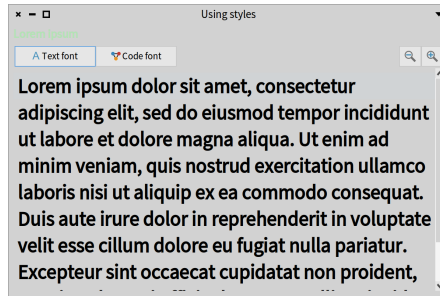 Using styles
Lorem ipsum
A Text font
Code font
Lorem ipsum dolor sit amet, consectetur
adipiscing elit, sed do eiusmod tempor incididunt
ut labore et dolore magna aliqua. Ut enim ad
minim veniam, quis nostrud exercitation ullamco
laboris nisi ut aliquip ex ea commodo consequat.
Duis aute irure dolor in reprehenderit in voluptate
velit esse cillum dolore eu fugiat nulla pariatur.
Excepteur sint occaecat cupidatat non proident,